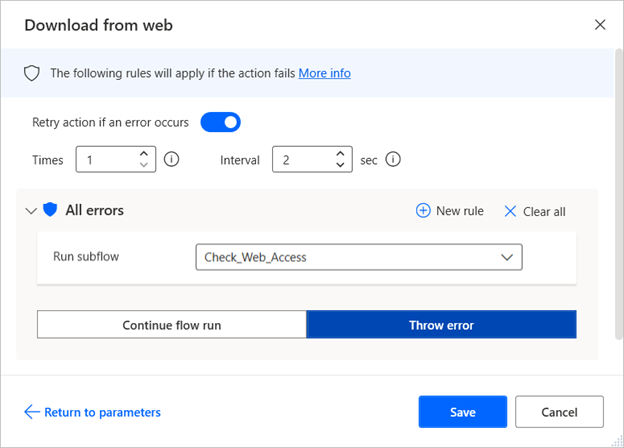 Download from web
The following rules will apply if the action fails More info
Retry action if an error occurs
Times 1 Interval 2 sec
All errors New rule Clear all
Run subflow Check_Web_Access
Continue flow run Throw error
Return to parameters Save Cancel